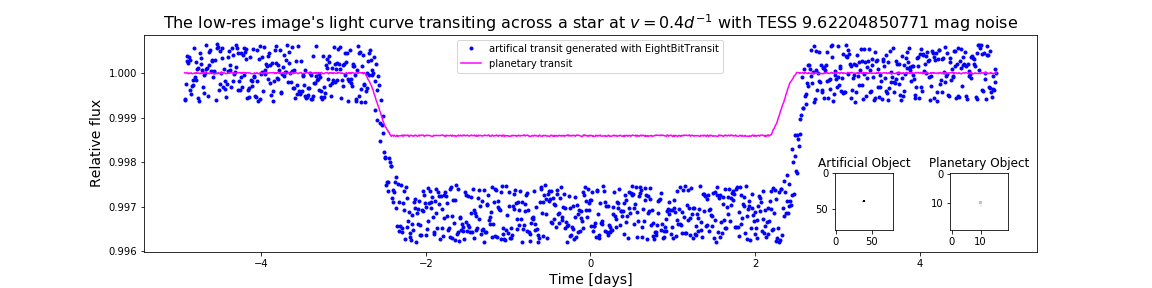 The low-res image's light curve transiting across a star at v = 0.4d⁻¹ with TESS 9.62204850771 mag noise
artifical transit generated with EightBitTransit
planetary transit
Relative flux
1.000
0.999
0.998
0.997
0.996
Artificial Object
0
50
0 50
Planetary Object
0
10
0 10
−4 −2 0 2 4
Time [days]